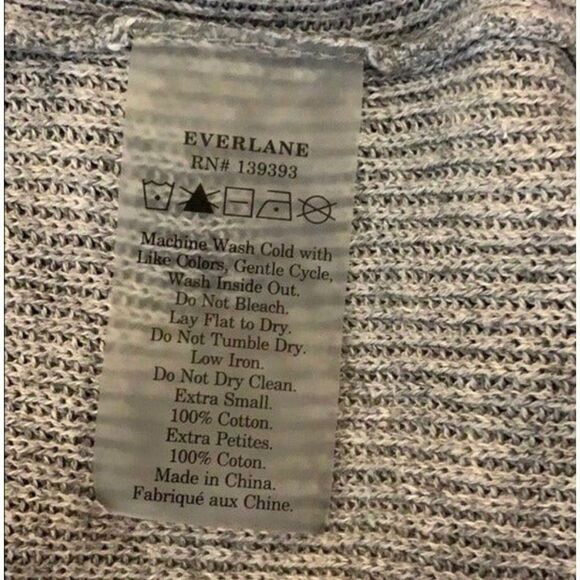 EVERLANE
RN# 139393
Machine Wash Cold with
Like Colors, Gentle Cycle,
Wash Inside Out.
Do Not Bleach.
Lay Flat to Dry.
Do Not Tumble Dry.
Low Iron.
Do Not Dry Clean.
Extra Small.
100% Cotton.
Extra Petites.
100% Coton.
Made in China.
Fabriqué aux Chine.